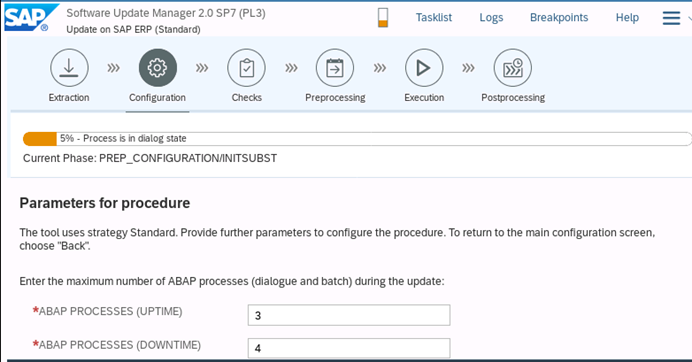 SAP
Software Update Manager 2.0 SP7 (PL3)
Update on SAP ERP (Standard)
Tasklist
Logs
Breakpoints
Help
Extraction
Configuration
Checks
Preprocessing
Execution
Postprocessing
5% - Process is in dialog state
Current Phase: PREP_CONFIGURATION/INITSUBST
Parameters for procedure
The tool uses strategy Standard. Provide further parameters to configure the procedure. To return to the main configuration screen,
choose "Back".
Enter the maximum number of ABAP processes (dialogue and batch) during the update:
*ABAP PROCESSES (UPTIME)
3
*ABAP PROCESSES (DOWNTIME)
4